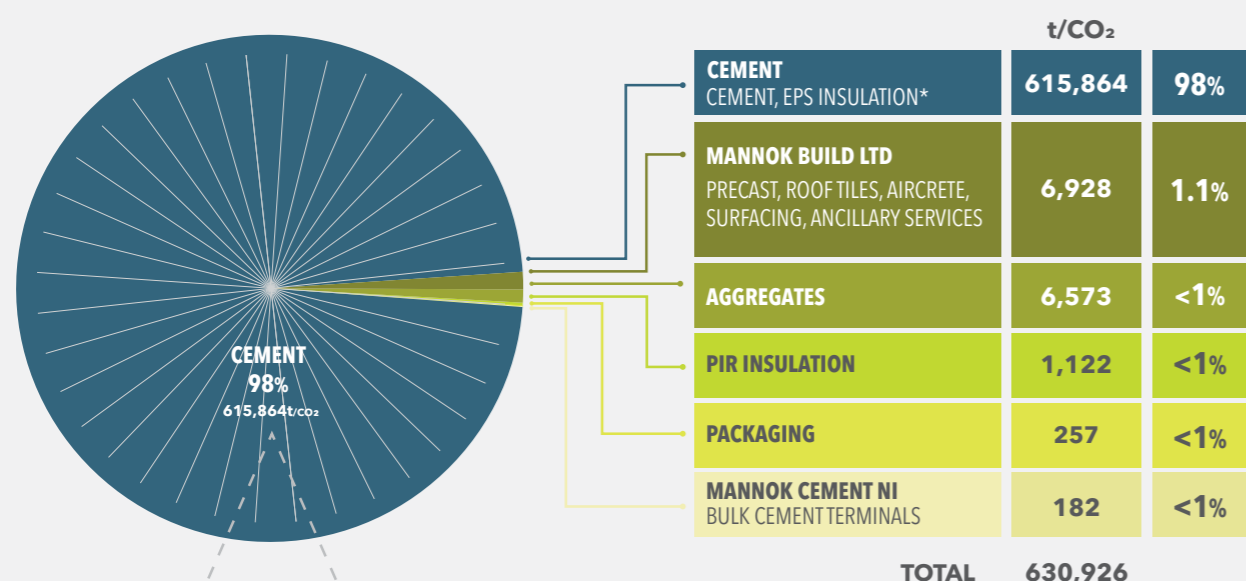 t/CO₂
CEMENT
CEMENT, EPS INSULATION*
615,864
98%
MANNOK BUILD LTD
PRECAST, ROOF TILES, AIRCRETE,
SURFACING, ANCILLARY SERVICES
6,928
1.1%
AGGREGATES
6,573
<1%
PIR INSULATION
1,122
<1%
PACKAGING
257
<1%
MANNOK CEMENT NI
BULK CEMENT TERMINALS
182
<1%
TOTAL 630,926
CEMENT
98%
615,864t/CO₂